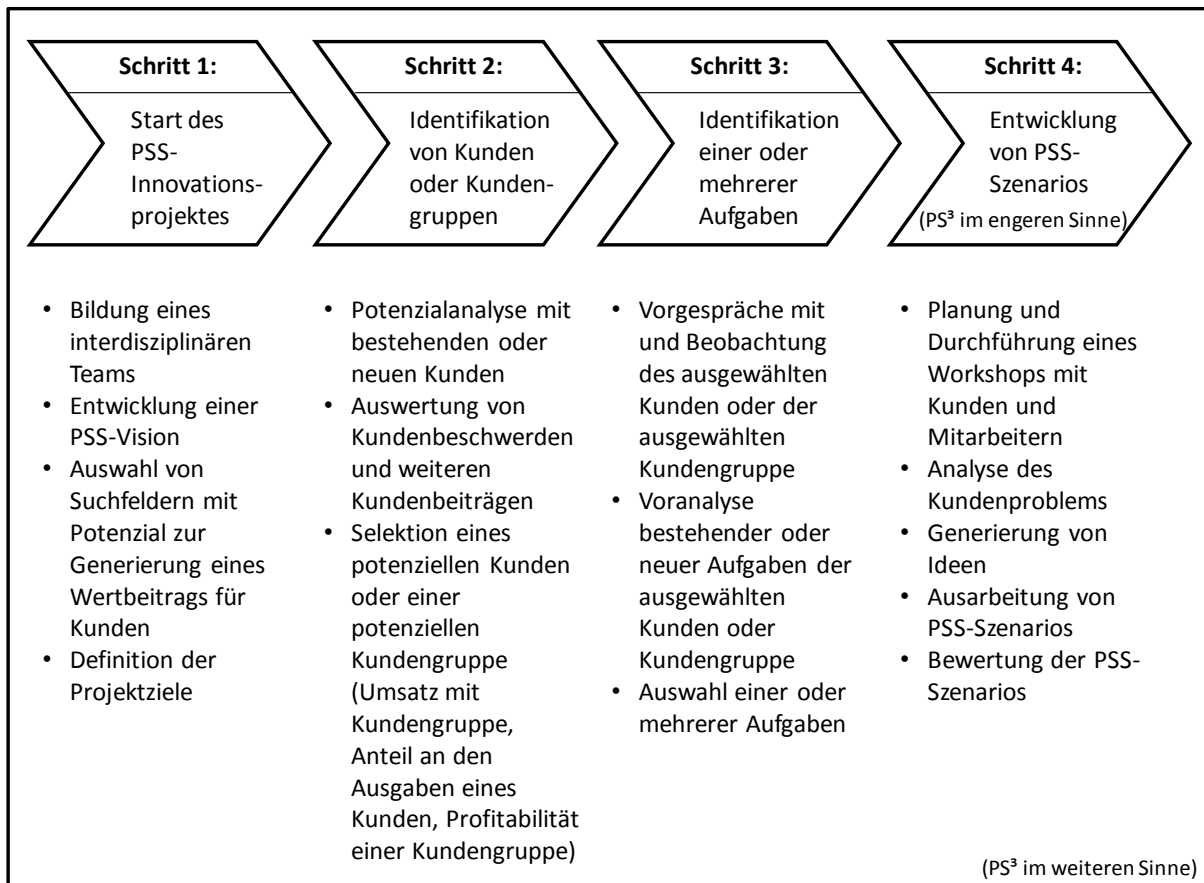 Schritt 1:
Start des
PSS-
Innovations-
projektes
Schritt 2:
Identifikation
von Kunden
oder Kunden-
gruppen
Schritt 3:
Identifikation
einer oder
mehrerer
Aufgaben
Schritt 4:
Entwicklung
von PSS-
Szenarios
(PS³ im engeren Sinne)
• Bildung eines
interdisziplinären
Teams
• Entwicklung einer
PSS-Vision
• Auswahl von
Suchfeldern mit
Potenzial zur
Generierung eines
Wertbeitrags für
Kunden
• Definition der
Projektziele
• Potenzialanalyse mit
bestehenden oder
neuen Kunden
• Auswertung von
Kundenbeschwerden
und weiteren
Kundenbeiträgen
• Selektion eines
potenziellen Kunden
oder einer
potenziellen
Kundengruppe
(Umsatz mit
Kundengruppe,
Anteil an den
Ausgaben eines
Kunden, Profitabilität
einer Kundengruppe)
• Vorgespräche mit
und Beobachtung
des ausgewählten
Kunden oder der
ausgewählten
Kundengruppe
• Voranalyse
bestehender oder
neuer Aufgaben der
ausgewählten
Kunden oder
Kundengruppe
• Auswahl einer oder
mehrerer Aufgaben
• Planung und
Durchführung eines
Workshops mit
Kunden und
Mitarbeitern
• Analyse des
Kundenproblems
• Generierung von
Ideen
• Ausarbeitung von
PSS-Szenarios
• Bewertung der PSS-
Szenarios
(PS³ im weiteren Sinne)